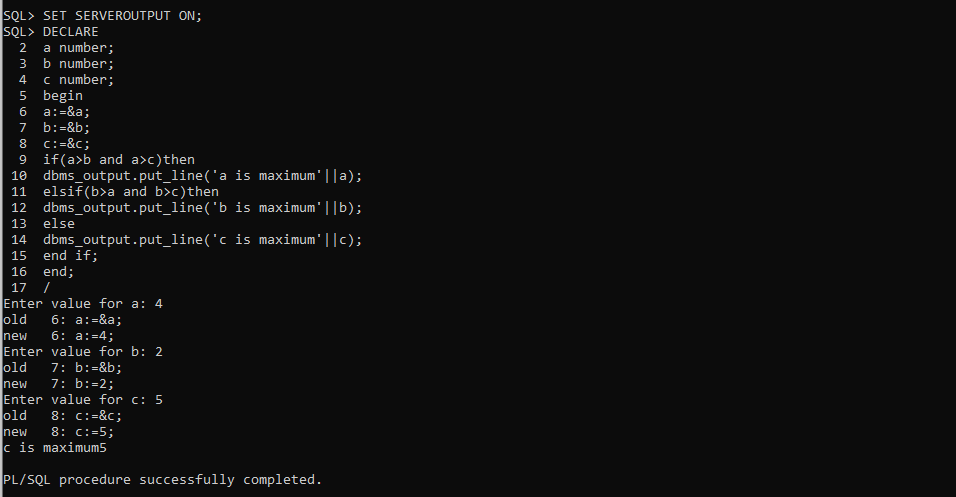 SQL> SET SERVEROUTPUT ON;
SQL> DECLARE
  2  a number;
  3  b number;
  4  c number;
  5  begin
  6  a:=&a;
  7  b:=&b;
  8  c:=&c;
  9  if(a>b and a>c)then
 10  dbms_output.put_line('a is maximum'||a);
 11  elsif(b>a and b>c)then
 12  dbms_output.put_line('b is maximum'||b);
 13  else
 14  dbms_output.put_line('c is maximum'||c);
 15  end if;
 16  end;
 17  /
Enter value for a: 4
old   6: a:=&a;
new   6: a:=4;
Enter value for b: 2
old   7: b:=&b;
new   7: b:=2;
Enter value for c: 5
old   8: c:=&c;
new   8: c:=5;
c is maximum5

PL/SQL procedure successfully completed.